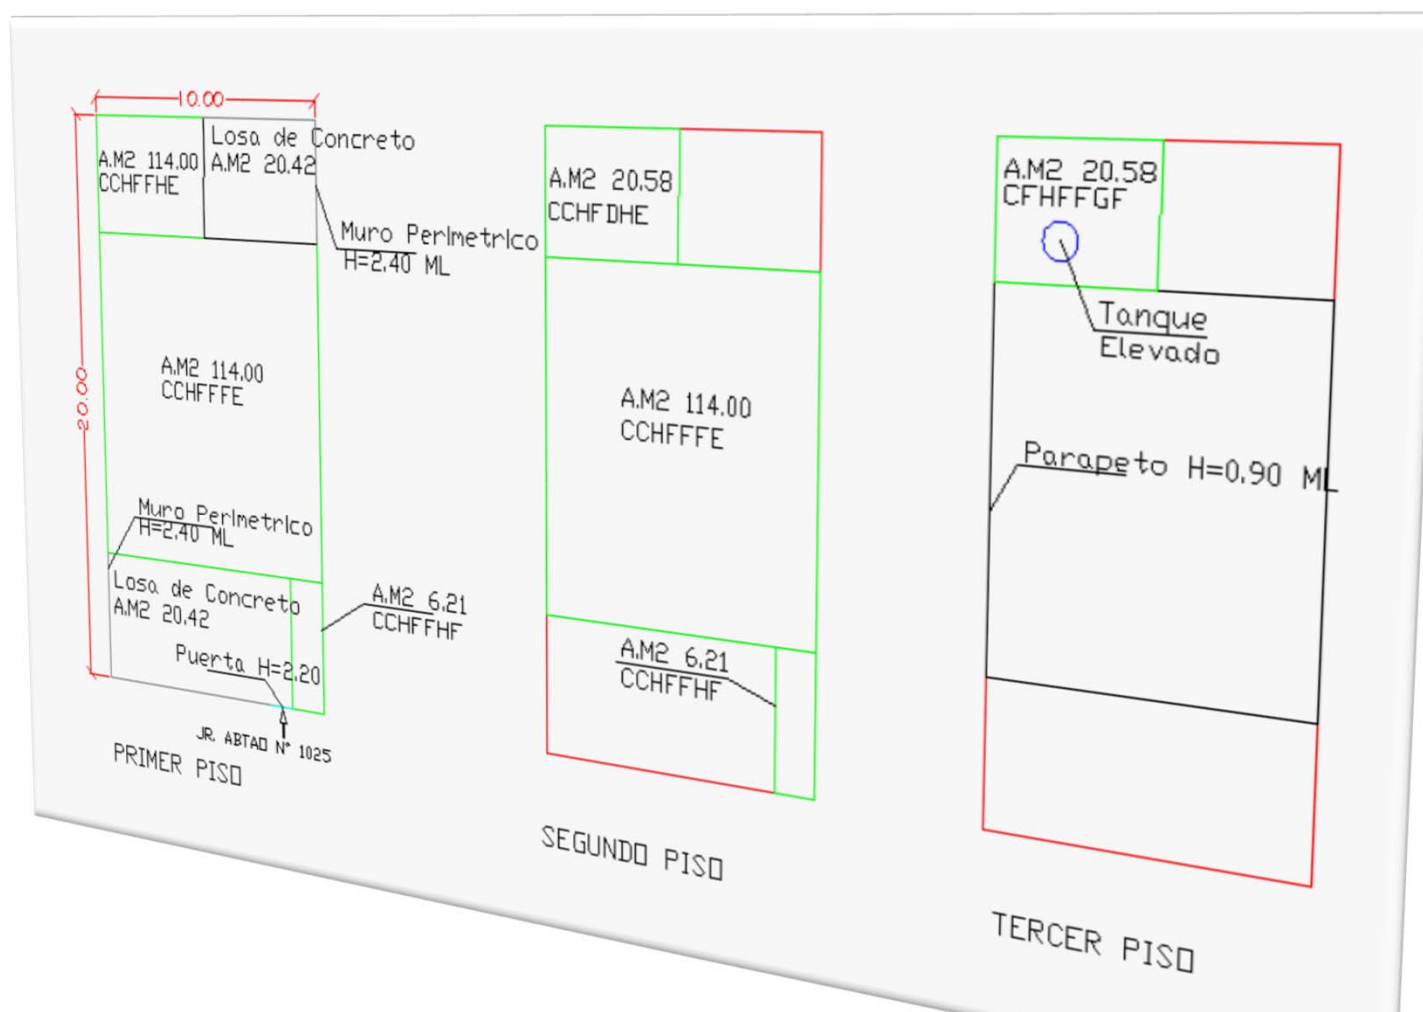 10.00
20.00
A.M2 114.00
CCHFFHE
Losa de Concreto
A.M2 20.42
Muro Perimetrico
H=2.40 ML
A.M2 114.00
CCHFFFE
Muro Perimetrico
H=2.40 ML
Losa de Concreto
A.M2 20.42
A.M2 6.21
CCHFFHF
Puerta H=2.20
JR. ABTAO N° 1025
PRIMER PISO
A.M2 20.58
CCHFDHE
A.M2 114.00
CCHFFFE
A.M2 6.21
CCHFFHF
SEGUNDO PISO
A.M2 20.58
CFHFFGF
Tanque
Elevado
Parapeto H=0.90 ML
TERCER PISO